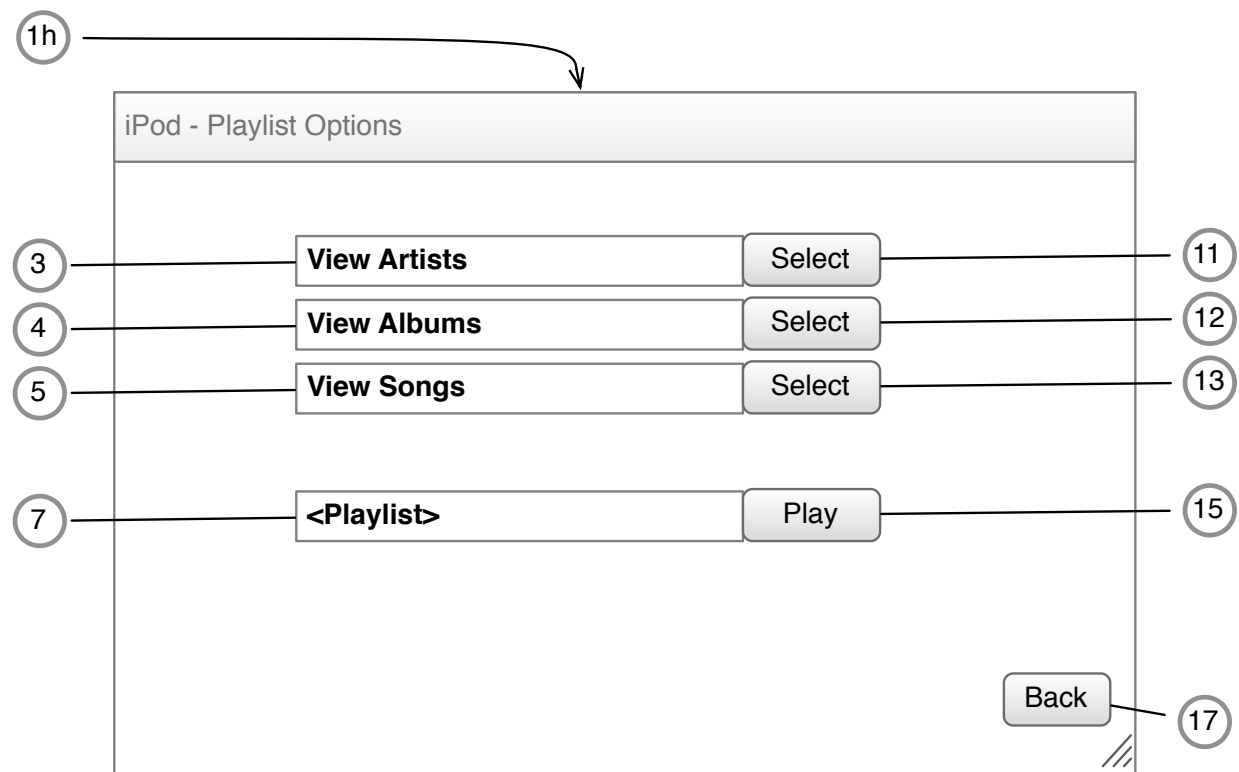 1h
iPod - Playlist Options
3 View Artists Select 11
4 View Albums Select 12
5 View Songs Select 13
7 <Playlist> Play 15
Back
17